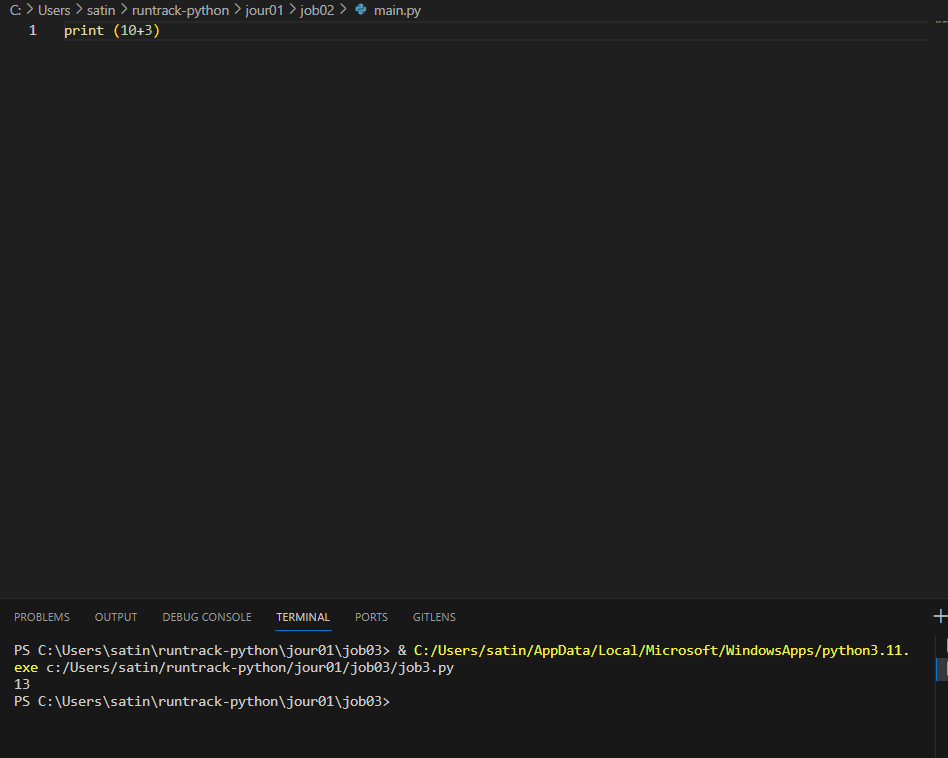 C: > Users > satin > runtrack-python > jour01 > job02 > main.py
1 print (10+3)
PROBLEMS OUTPUT DEBUG CONSOLE TERMINAL PORTS GITLENS
PS C:\Users\satin\runtrack-python\jour01\job03> & C:/Users/satin/AppData/Local/Microsoft/WindowsApps/python3.11.
exe c:/Users/satin/runtrack-python/jour01/job03/job3.py
13
PS C:\Users\satin\runtrack-python\jour01\job03>